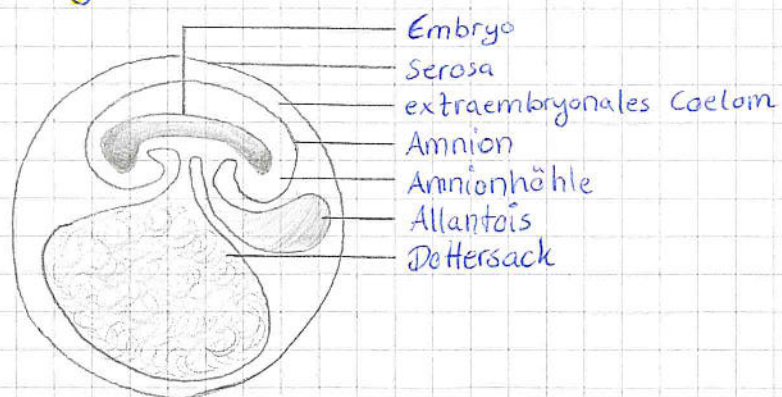 Embryo
Serosa
extraembryonales Coelom
Amnion
Amnionhöhle
Allantois
Dottersack